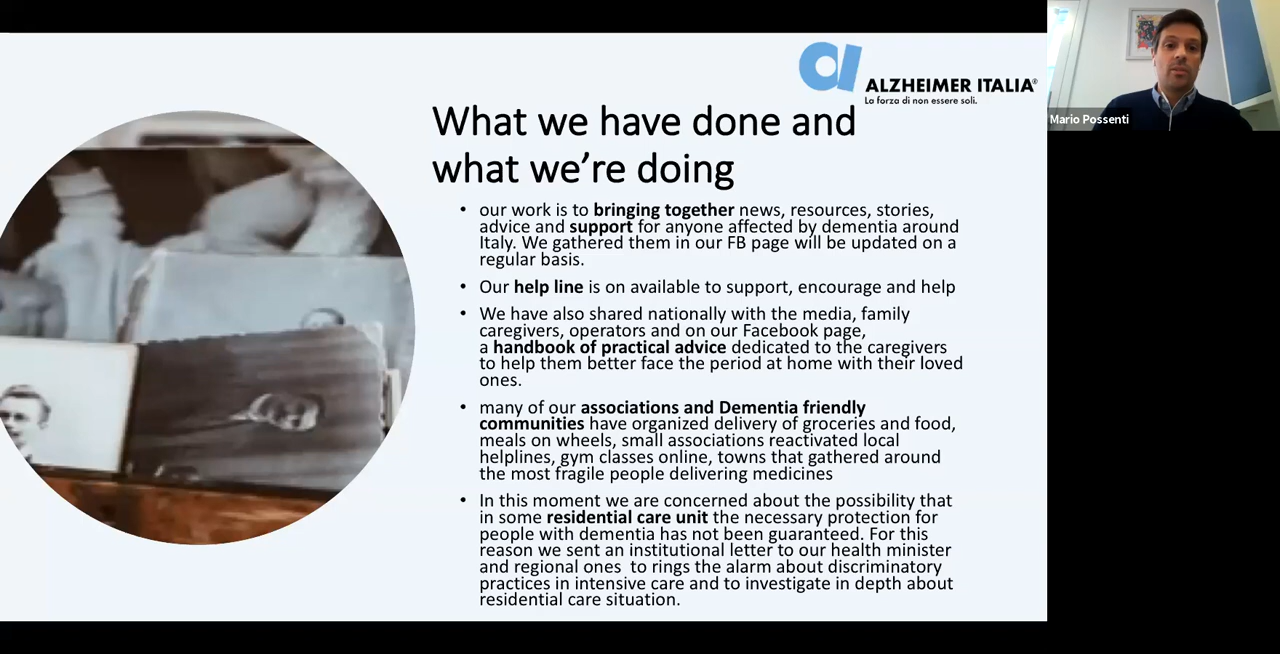 ALZHEIMER ITALIA®
La forza di non essere soli.
Mario Possenti
What we have done and
what we're doing
• our work is to bringing together news, resources, stories,
advice and support for anyone affected by dementia around
Italy. We gathered them in our FB page will be updated on a
regular basis.
• Our help line is on available to support, encourage and help
• We have also shared nationally with the media, family
caregivers, operators and on our Facebook page,
a handbook of practical advice dedicated to the caregivers
to help them better face the period at home with their loved
ones.
• many of our associations and Dementia friendly
communities have organized delivery of groceries and food,
meals on wheels, small associations reactivated local
helplines, gym classes online, towns that gathered around
the most fragile people delivering medicines
• In this moment we are concerned about the possibility that
in some residential care unit the necessary protection for
people with dementia has not been guaranteed. For this
reason we sent an institutional letter to our health minister
and regional ones to rings the alarm about discriminatory
practices in intensive care and to investigate in depth about
residential care situation.